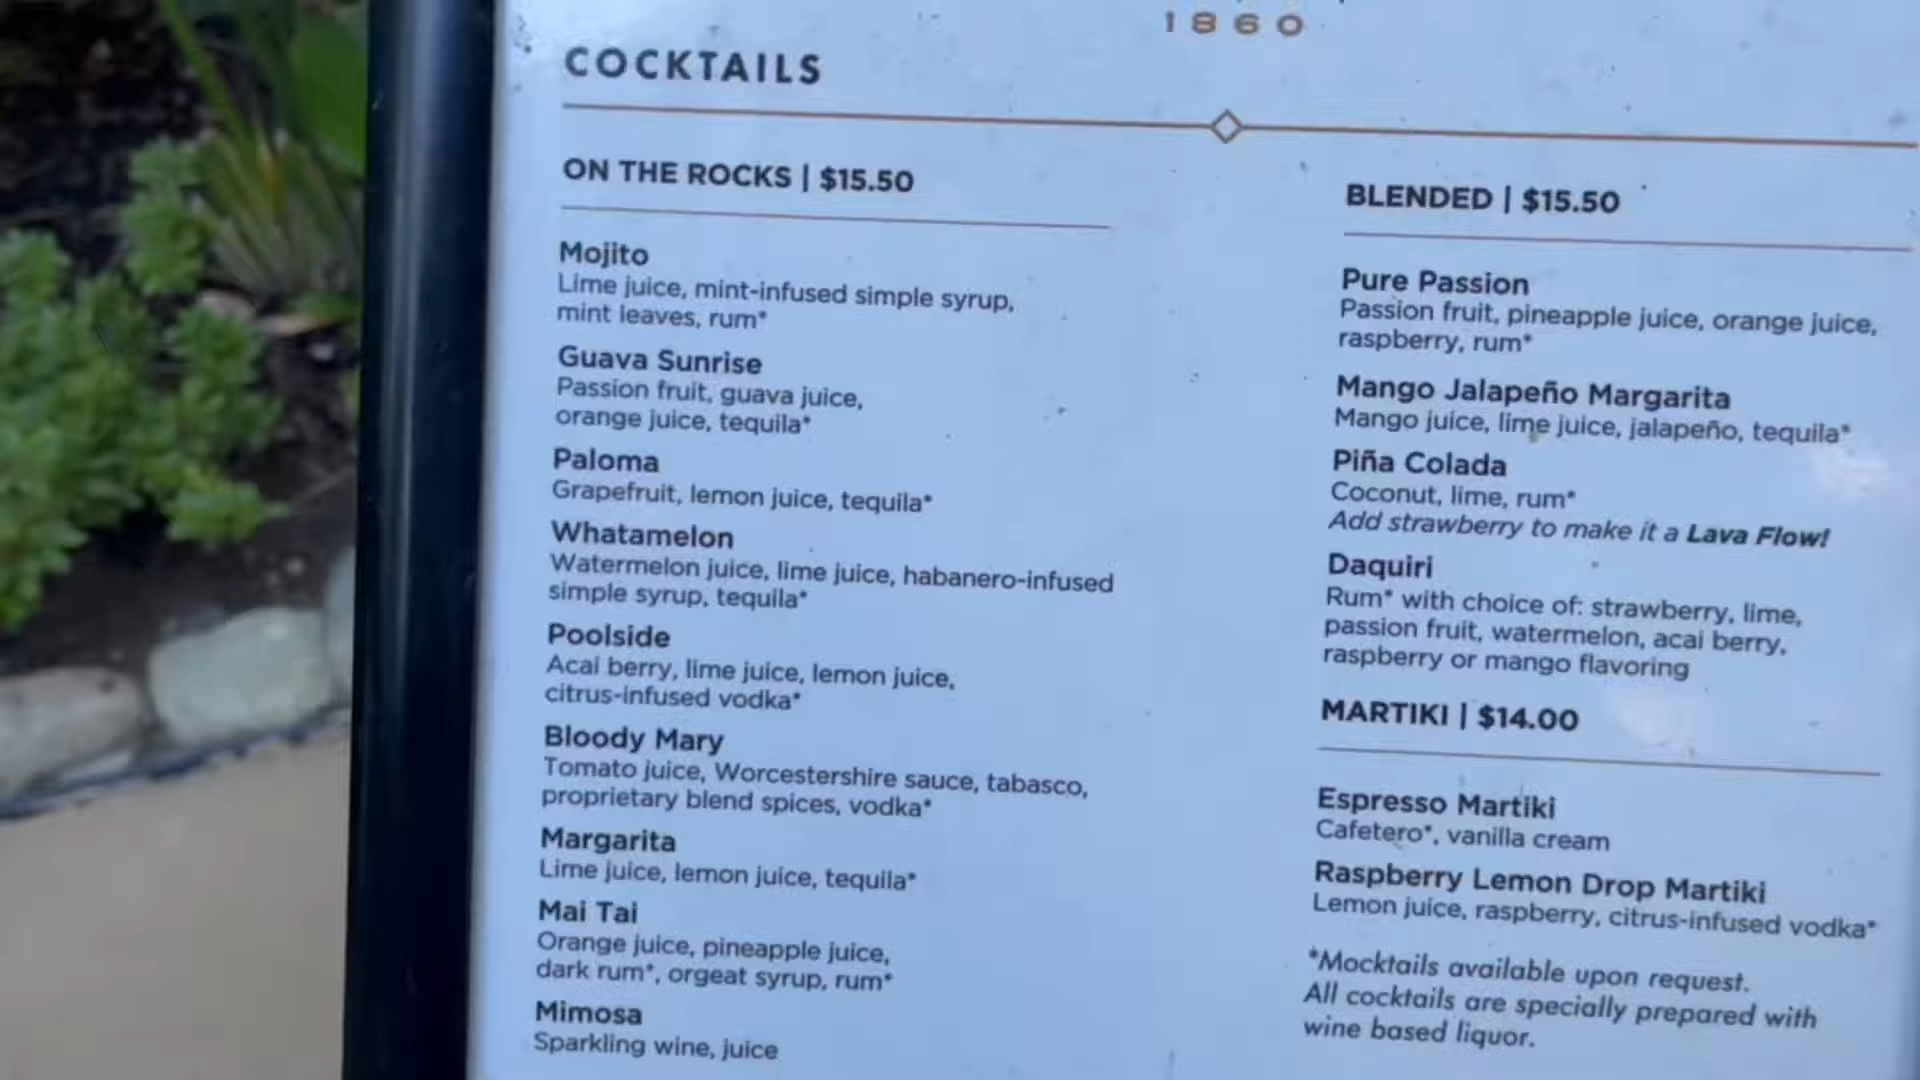 1860
COCKTAILS
ON THE ROCKS | $15.50
Mojito
Lime juice, mint-infused simple syrup,
mint leaves, rum*
Guava Sunrise
Passion fruit, guava juice,
orange juice, tequila*
Paloma
Grapefruit, lemon juice, tequila*
Whatamelon
Watermelon juice, lime juice, habanero-infused
simple syrup, tequila*
Poolside
Acai berry, lime juice, lemon juice,
citrus-infused vodka*
Bloody Mary
Tomato juice, Worcestershire sauce, tabasco,
proprietary blend spices, vodka*
Margarita
Lime juice, lemon juice, tequila*
Mai Tai
Orange juice, pineapple juice,
dark rum*, orgeat syrup, rum*
Mimosa
Sparkling wine, juice
BLENDED | $15.50
Pure Passion
Passion fruit, pineapple juice, orange juice,
raspberry, rum*
Mango Jalapeño Margarita
Mango juice, lime juice, jalapeño, tequila*
Piña Colada
Coconut, lime, rum*
Add strawberry to make it a Lava Flow!
Daquiri
Rum* with choice of: strawberry, lime,
passion fruit, watermelon, acai berry,
raspberry or mango flavoring
MARTIKI | $14.00
Espresso Martiki
Cafetero*, vanilla cream
Raspberry Lemon Drop Martiki
Lemon juice, raspberry, citrus-infused vodka*
*Mocktails available upon request.
All cocktails are specially prepared with
wine based liquor.